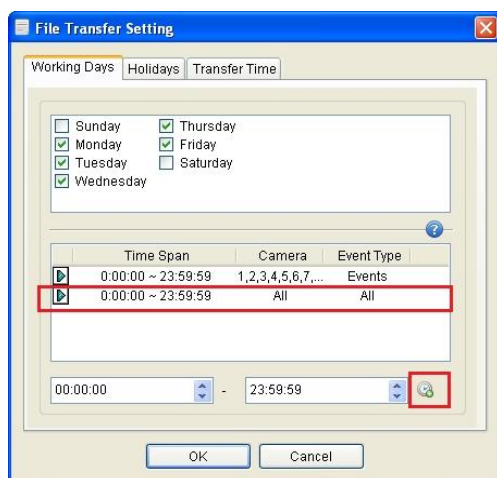 File Transfer Setting
Working Days Holidays Transfer Time
Sunday Thursday
Monday Friday
Tuesday Saturday
Wednesday
?
Time Span Camera Event Type
0:00:00 ~ 23:59:59 1,2,3,4,5,6,7,... Events
0:00:00 ~ 23:59:59 All All
00:00:00 - 23:59:59
OK Cancel